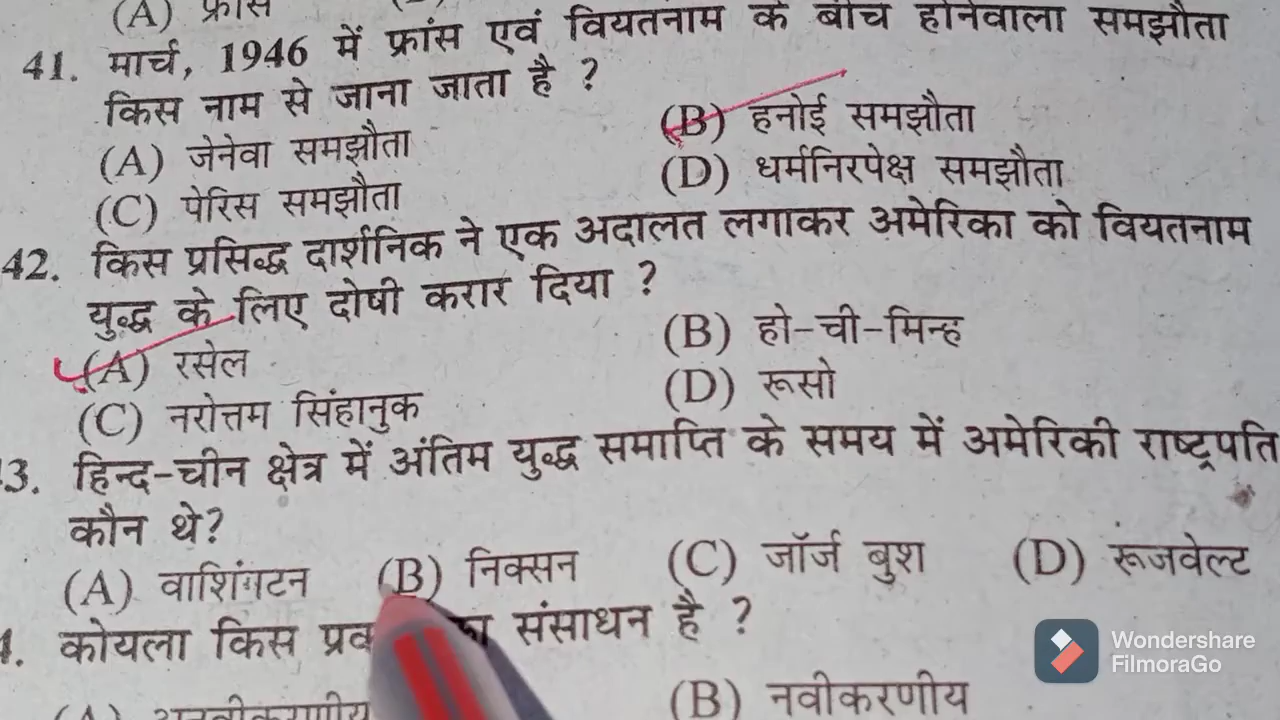 (A) फ्रांस
41. मार्च, 1946 में फ्रांस एवं वियतनाम के बीच होनेवाला समझौता
किस नाम से जाना जाता है ?
(A) जेनेवा समझौता (B) हनोई समझौता
(C) पेरिस समझौता (D) धर्मनिरपेक्ष समझौता
42. किस प्रसिद्ध दार्शनिक ने एक अदालत लगाकर अमेरिका को वियतनाम
युद्ध के लिए दोषी करार दिया ?
(A) रसेल (B) हो-ची-मिन्ह
(C) नरोत्तम सिंहानुक (D) रूसो
3. हिन्द-चीन क्षेत्र में अंतिम युद्ध समाप्ति के समय में अमेरिकी राष्ट्रपति
कौन थे?
(A) वाशिंगटन (B) निक्सन (C) जॉर्ज बुश (D) रूजवेल्ट
कोयला किस संसाधन है ?
(B) नवीकरणीय
Wondershare
FilmoraGo